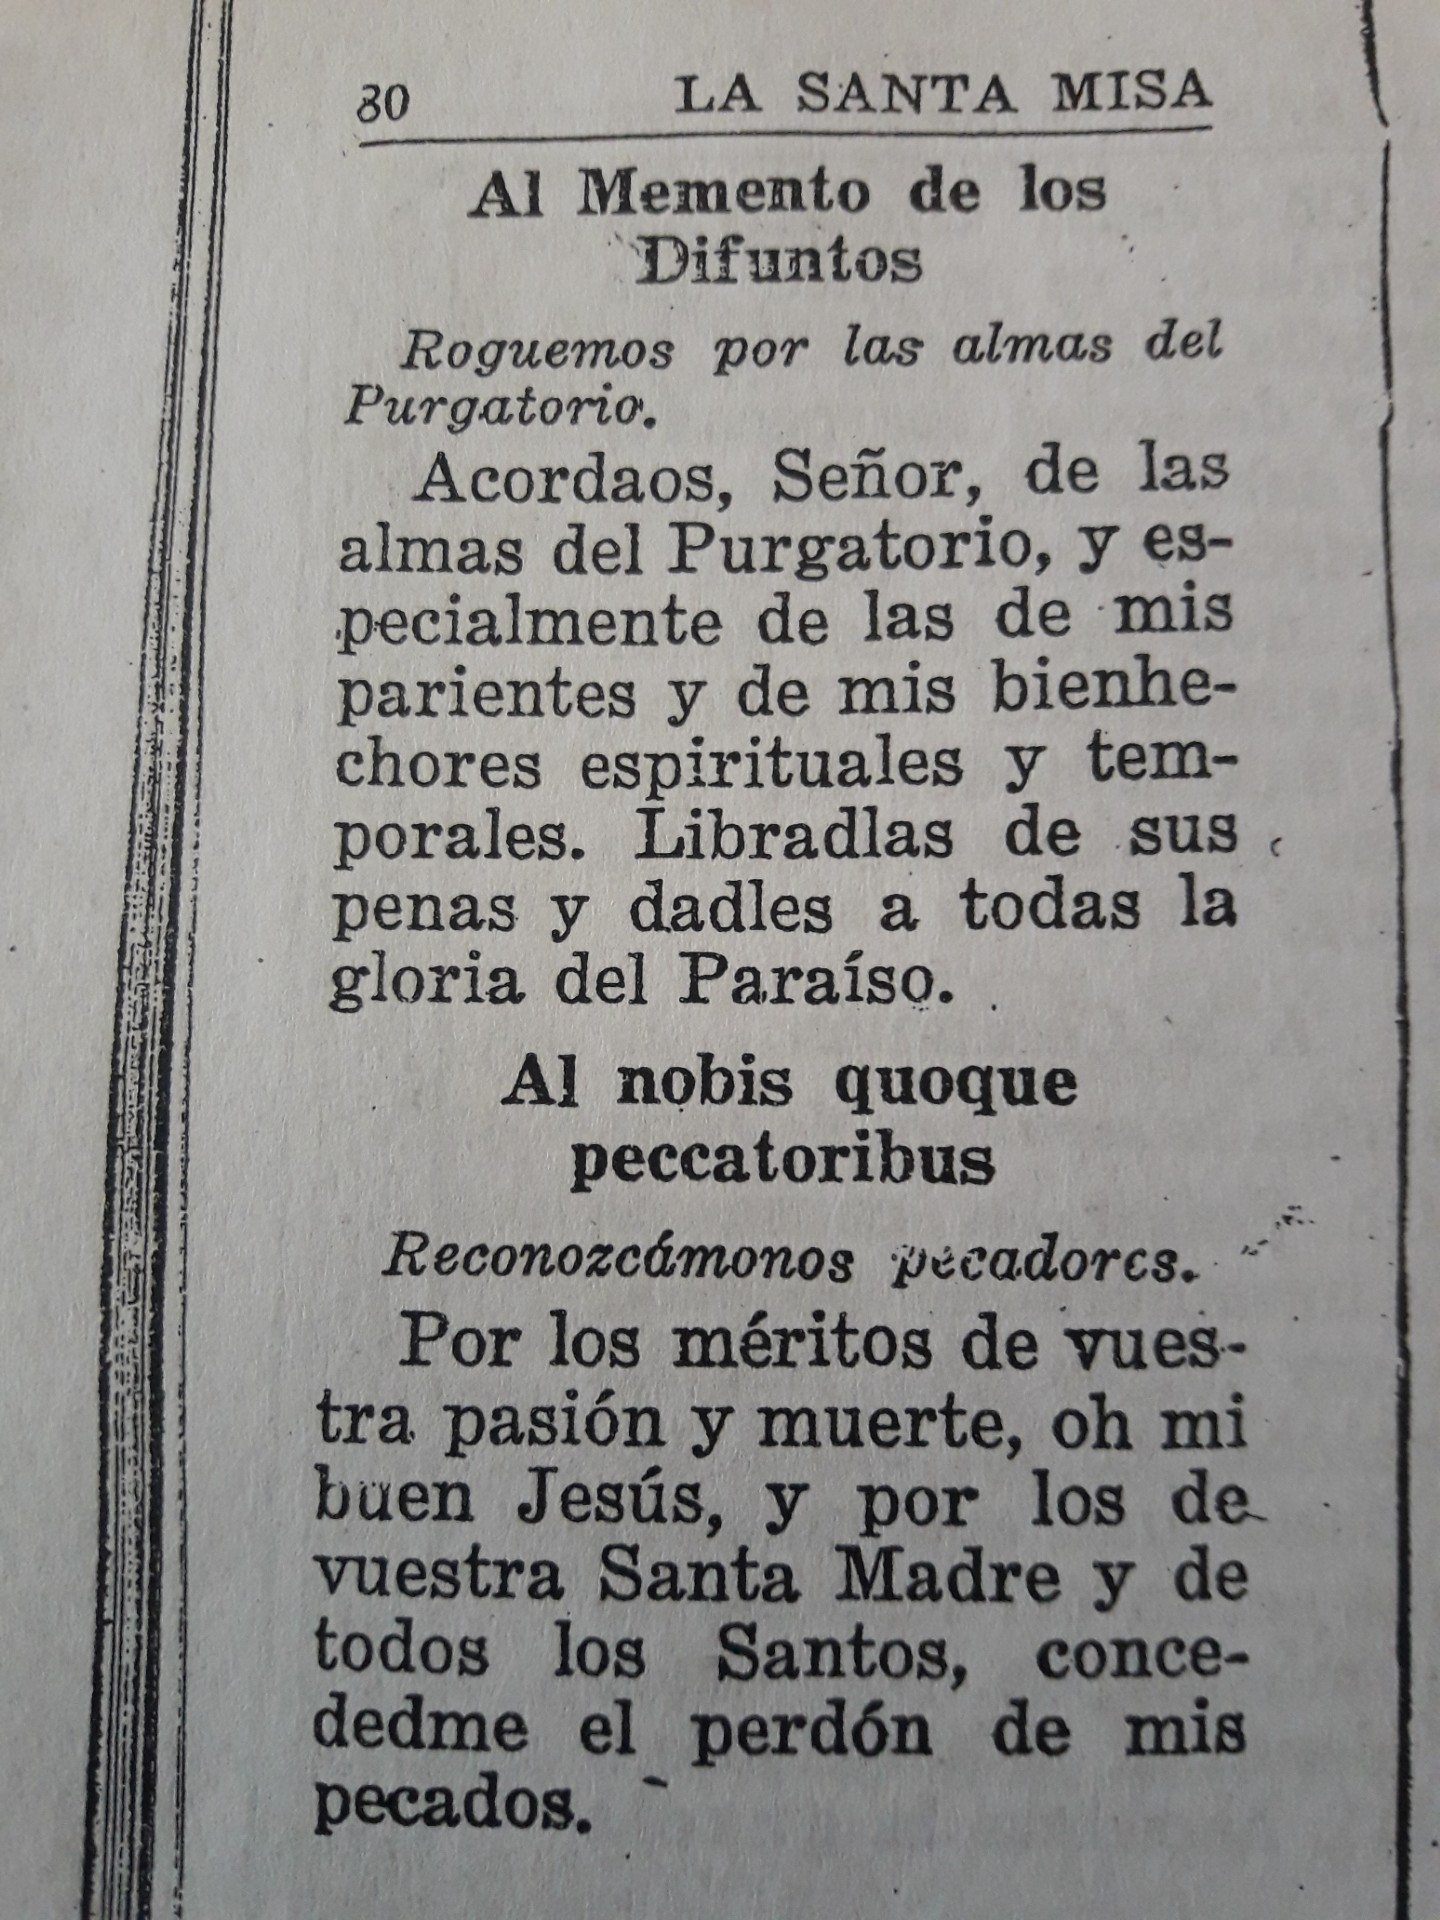 80 LA SANTA MISA
Al Memento de los
Difuntos
Roguemos por las almas del
Purgatorio.
Acordaos, Señor, de las
almas del Purgatorio, y es-
pecialmente de las de mis
parientes y de mis bienhe-
chores espirituales y tem-
porales. Libradlas de sus
penas y dadles a todas la
gloria del Paraíso.
Al nobis quoque
peccatoribus
Reconozcámonos pecadores.
Por los méritos de vues-
tra pasión y muerte, oh mi
buen Jesús, y por los de
vuestra Santa Madre y de
todos los Santos, conce-
dedme el perdón de mis
pecados.